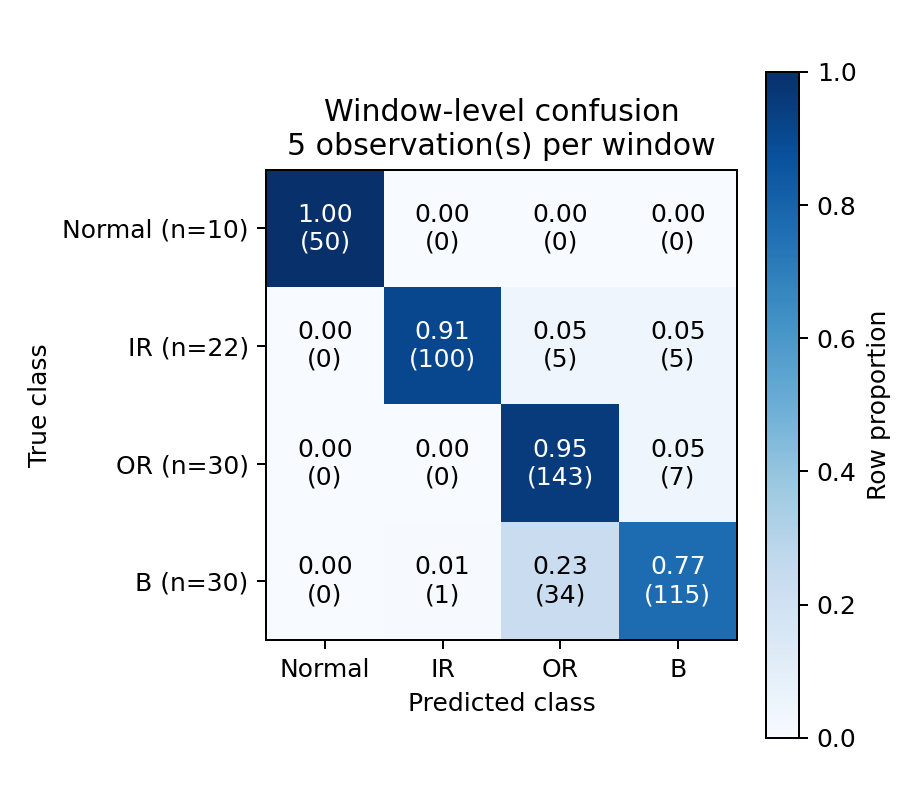 Window-level confusion
5 observation(s) per window
1.0
0.8
0.6
0.4
0.2
0.0
Row proportion
True class
Normal (n=10)
1.00
(50)
0.00
(0)
0.00
(0)
0.00
(0)
IR (n=22)
0.00
(0)
0.91
(100)
0.05
(5)
0.05
(5)
OR (n=30)
0.00
(0)
0.00
(0)
0.95
(143)
0.05
(7)
B (n=30)
0.00
(0)
0.01
(1)
0.23
(34)
0.77
(115)
Normal
IR
OR
B
Predicted class